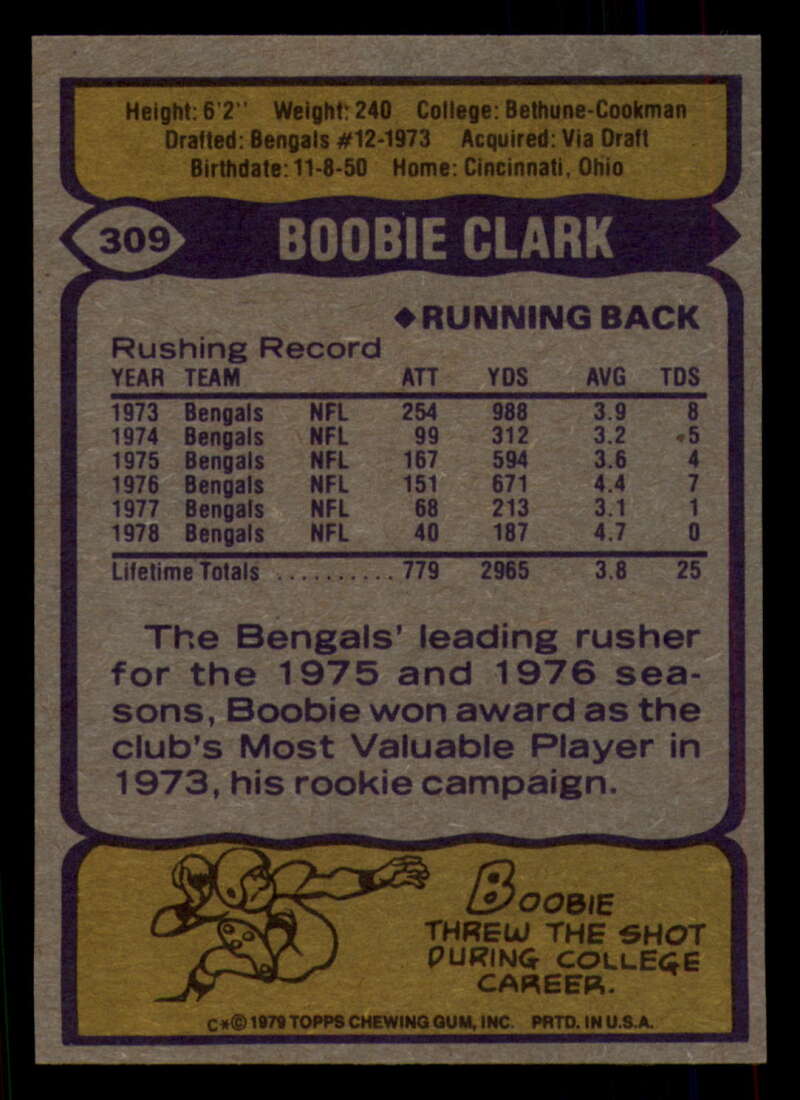 Height: 6'2" Weight: 240 College: Bethune-Cookman
Drafted: Bengals #12-1973 Acquired: Via Draft
Birthdate: 11-8-50 Home: Cincinnati, Ohio
309 BOOBIE CLARK
◆RUNNING BACK
Rushing Record
YEAR TEAM ATT YDS AVG TDS
1973 Bengals NFL 254 988 3.9 8
1974 Bengals NFL 99 312 3.2 5
1975 Bengals NFL 167 594 3.6 4
1976 Bengals NFL 151 671 4.4 7
1977 Bengals NFL 68 213 3.1 1
1978 Bengals NFL 40 187 4.7 0
Lifetime Totals .......... 779 2965 3.8 25
The Bengals' leading rusher
for the 1975 and 1976 sea-
sons, Boobie won award as the
club's Most Valuable Player in
1973, his rookie campaign.
BOOBIE
THREW THE SHOT
DURING COLLEGE
CAREER.
C*© 1979 TOPPS CHEWING GUM, INC. PRTD. IN U.S.A.